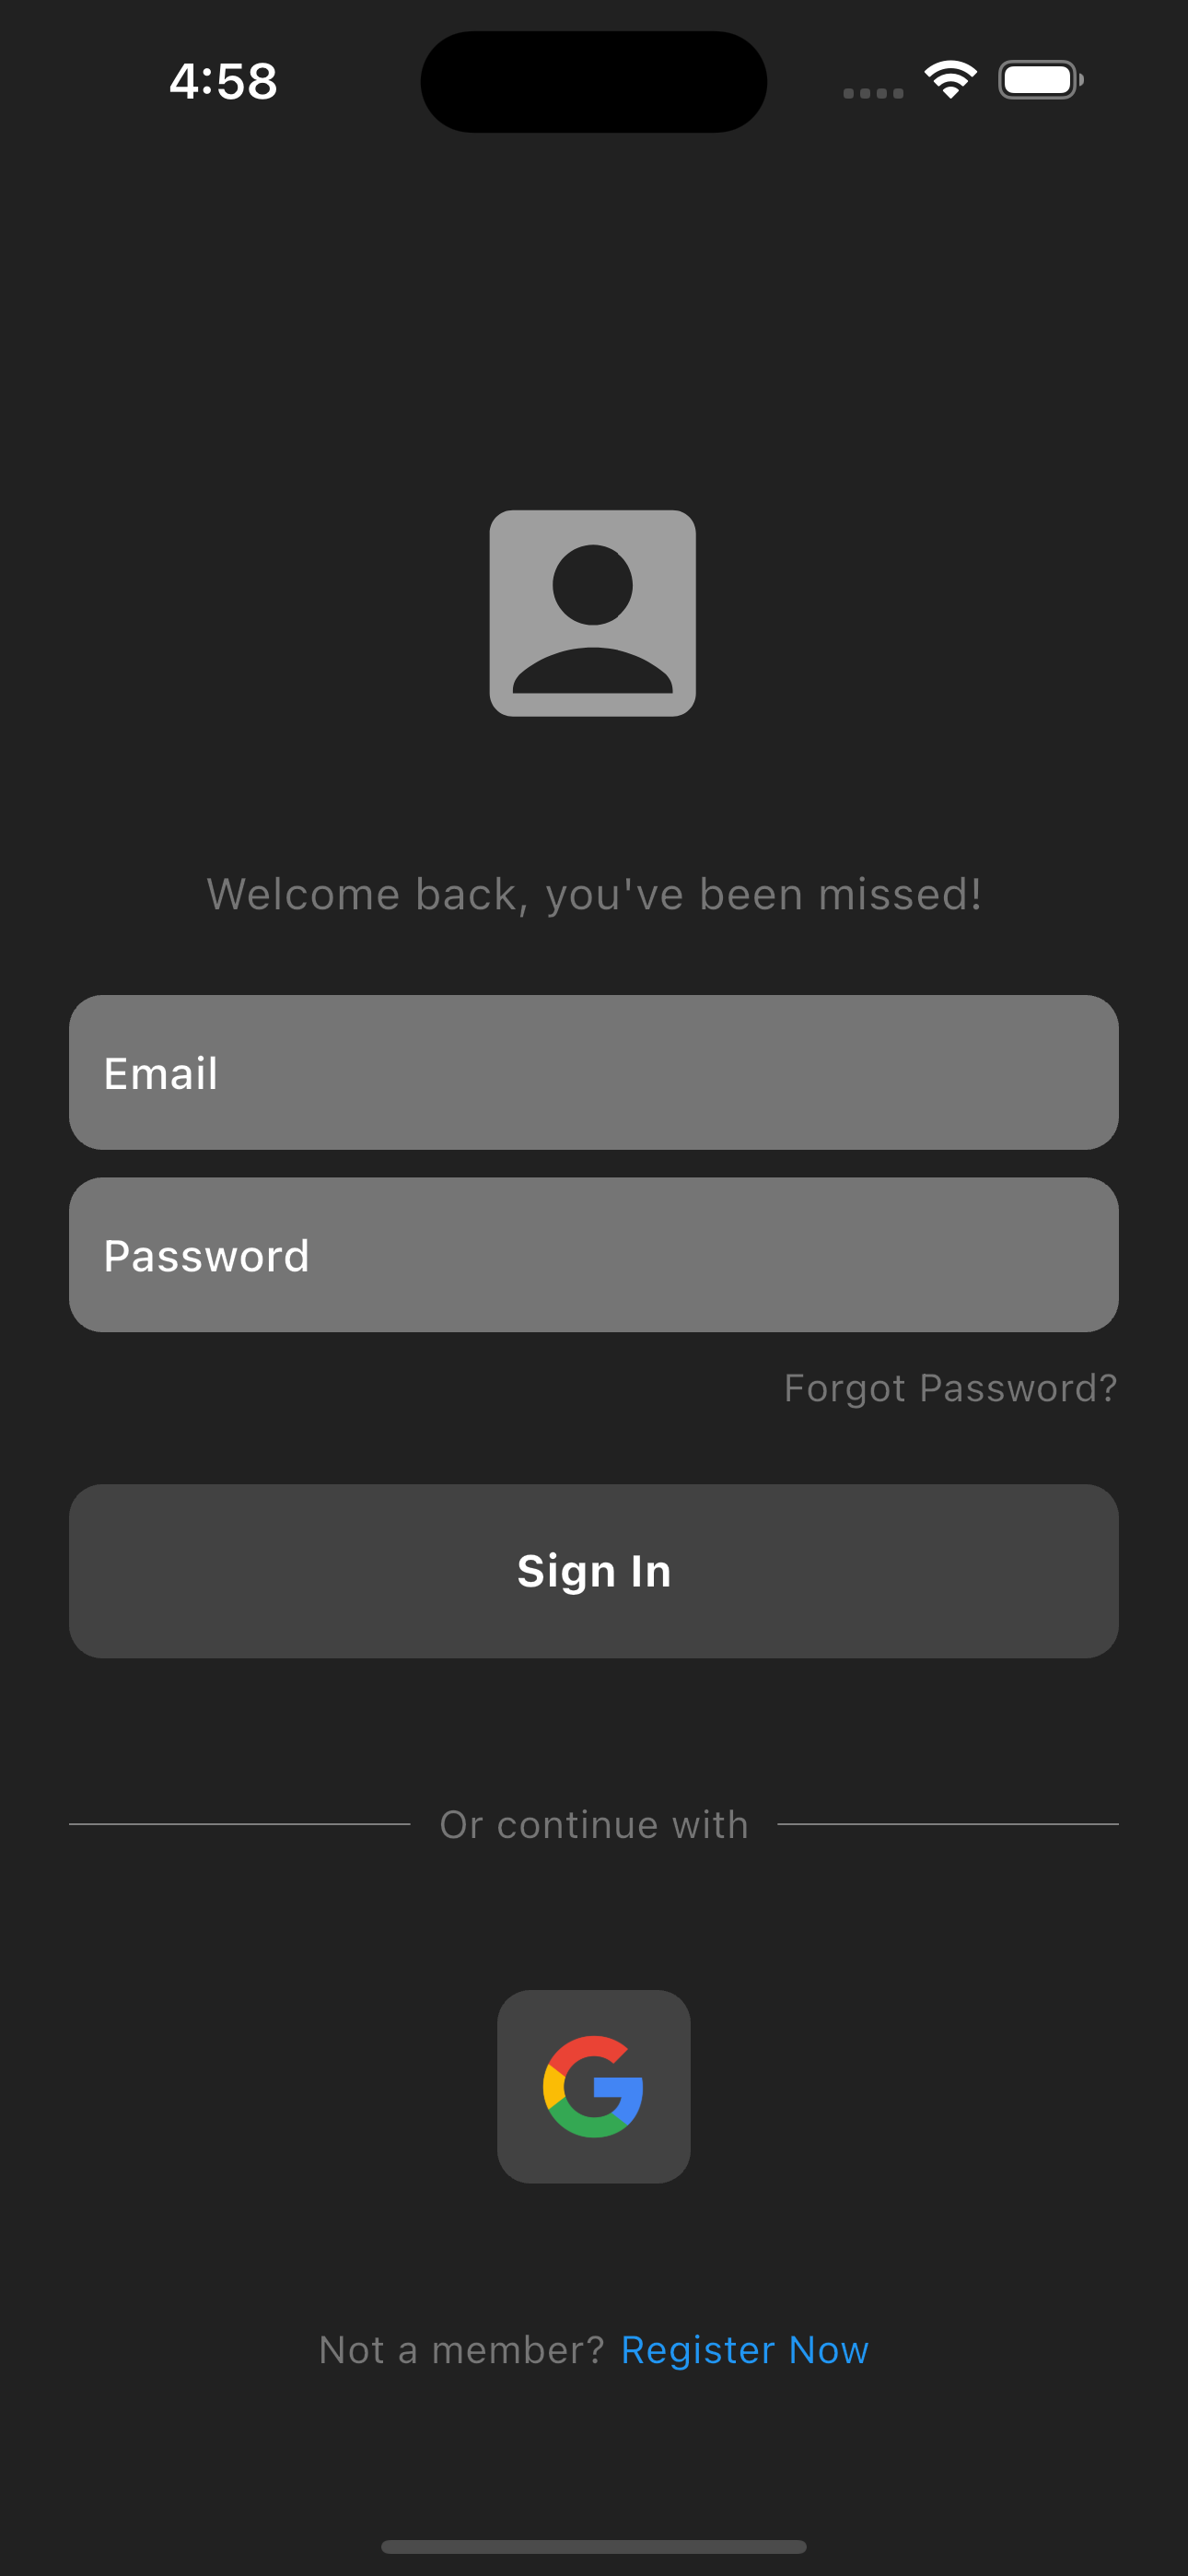 4:58
Welcome back, you've been missed!
Email
Password
Forgot Password?
Sign In
Or continue with
Not a member? Register Now